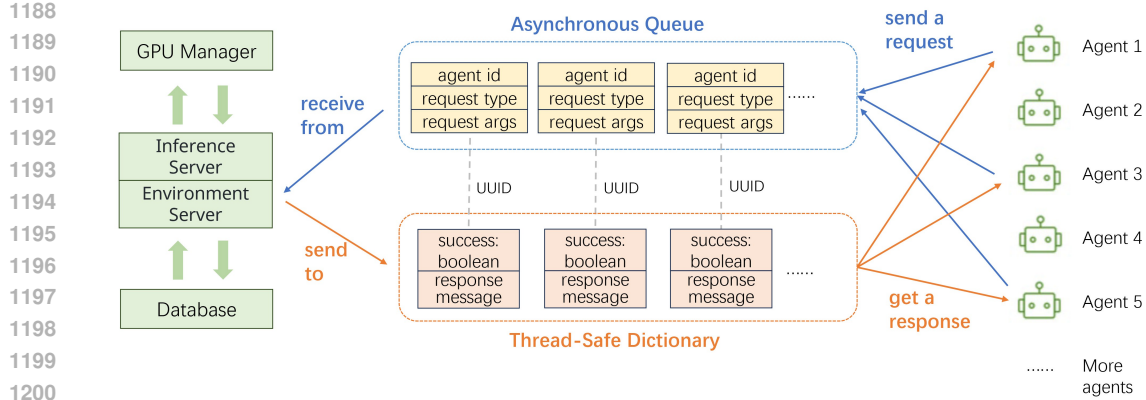 1188
1189
1190
1191
1192
1193
1194
1195
1196
1197
1198
1199
1200
GPU Manager
Inference
Server
Environment
Server
Database
receive
from
send
to
Asynchronous Queue
agent id
request type
request args
agent id
request type
request args
agent id
request type
request args
......
UUID
UUID
UUID
success:
boolean
response
message
success:
boolean
response
message
success:
boolean
response
message
......
Thread-Safe Dictionary
send a
request
get a
response
Agent 1
Agent 2
Agent 3
Agent 4
Agent 5
...... More
agents